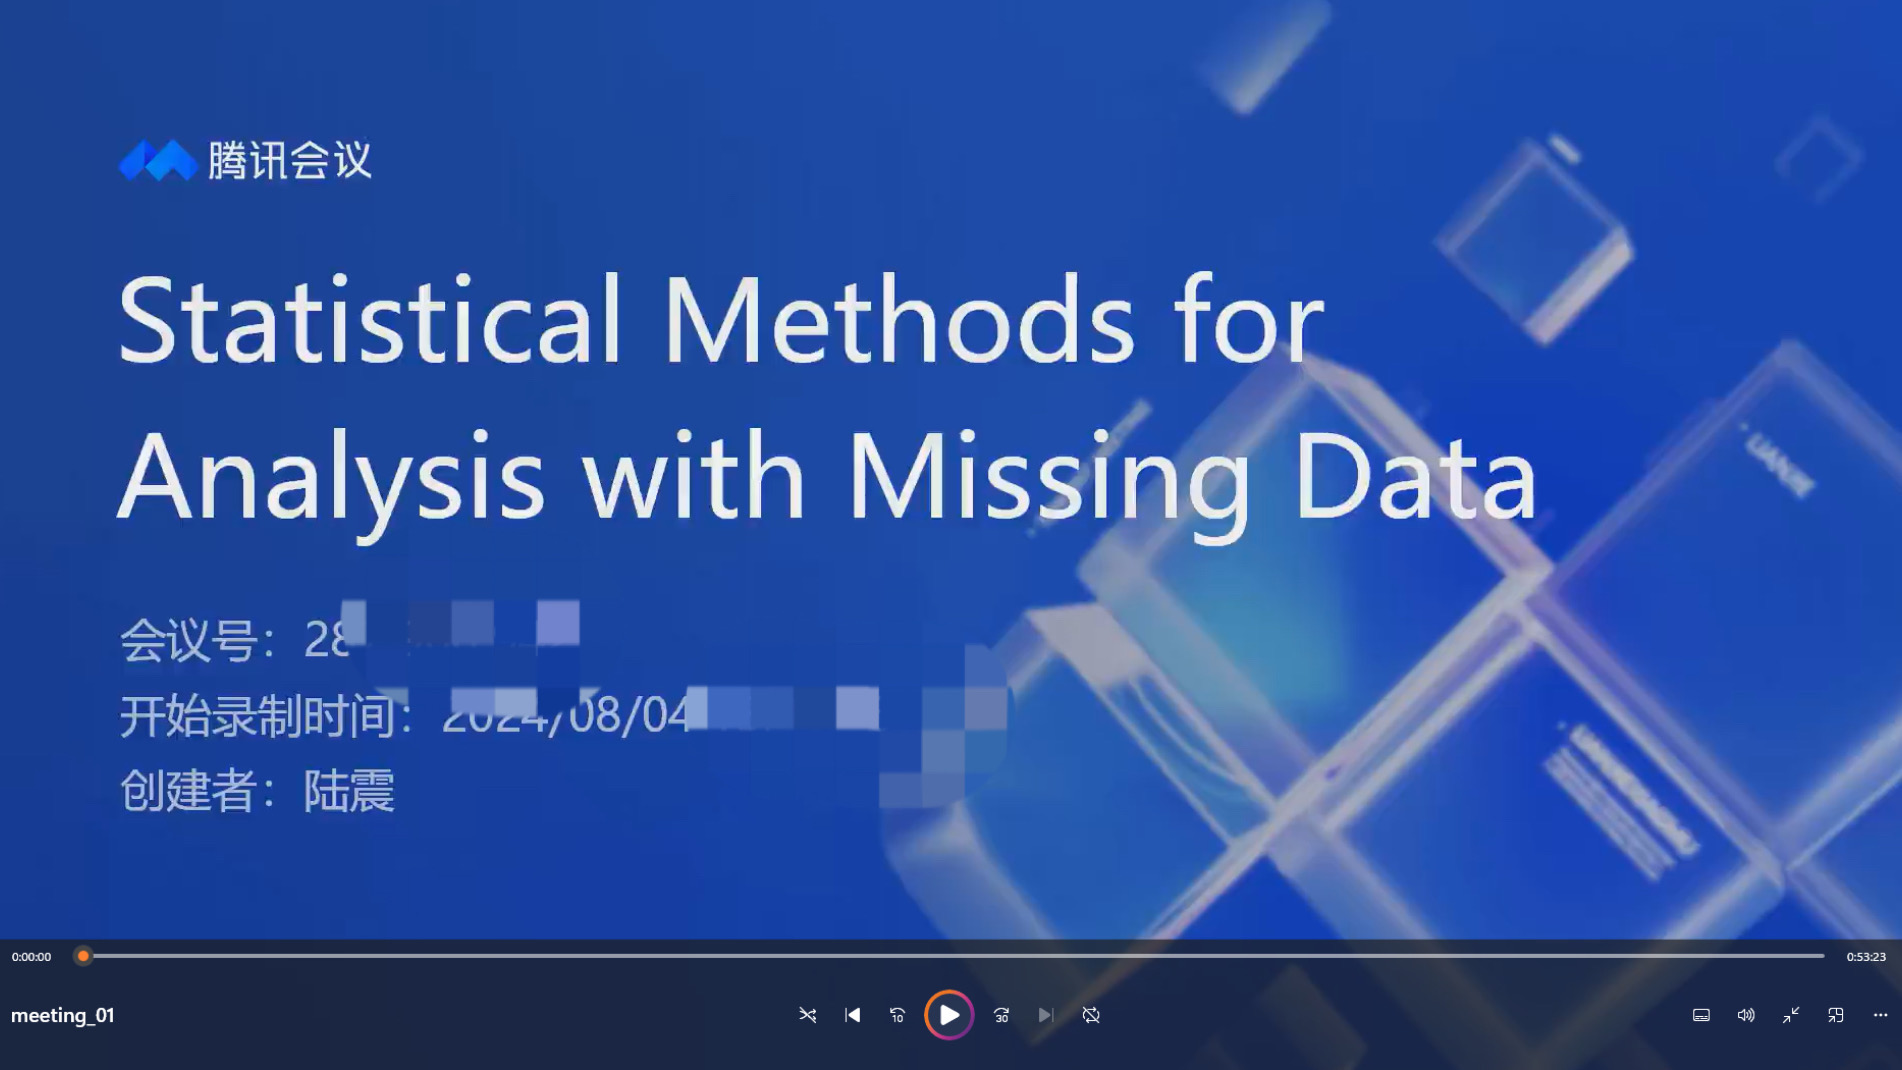 腾讯会议
Statistical Methods for
Analysis with Missing Data
会议号：28
开始录制时间：2024/08/04
创建者：陆震
0:00:00
0:53:23
meeting_01
10
30